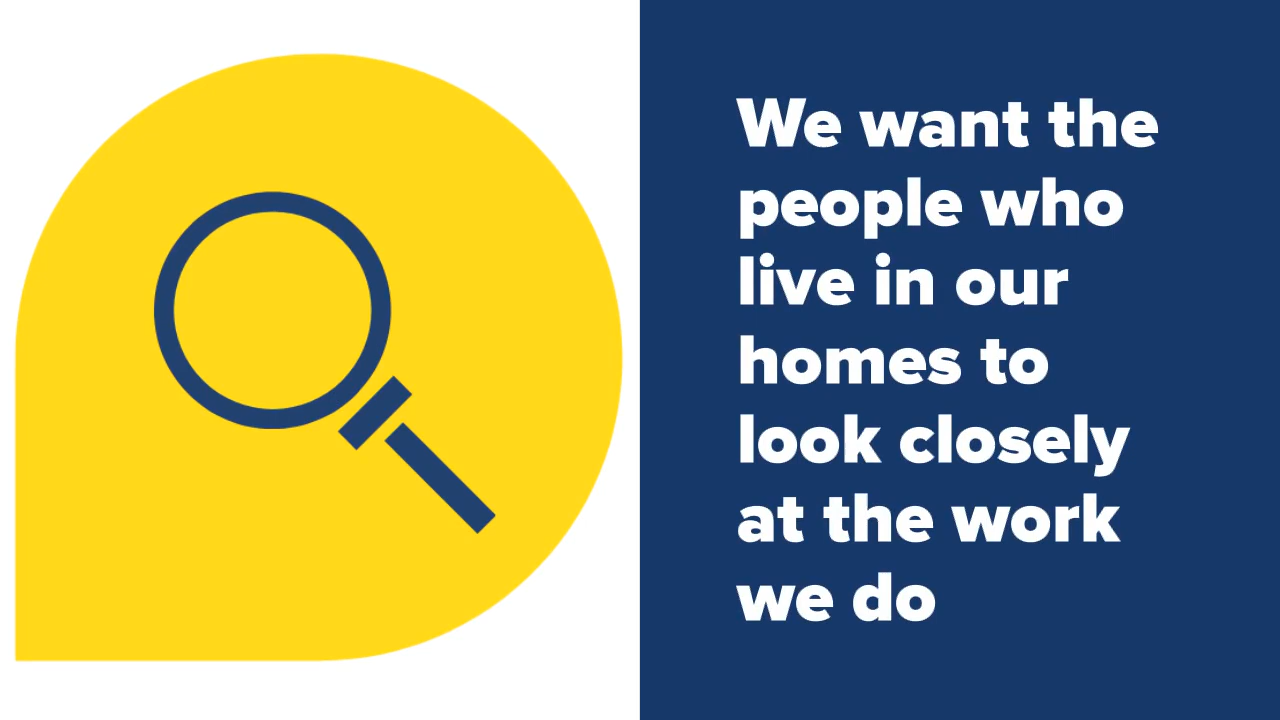 We want the
people who
live in our
homes to
look closely
at the work
we do